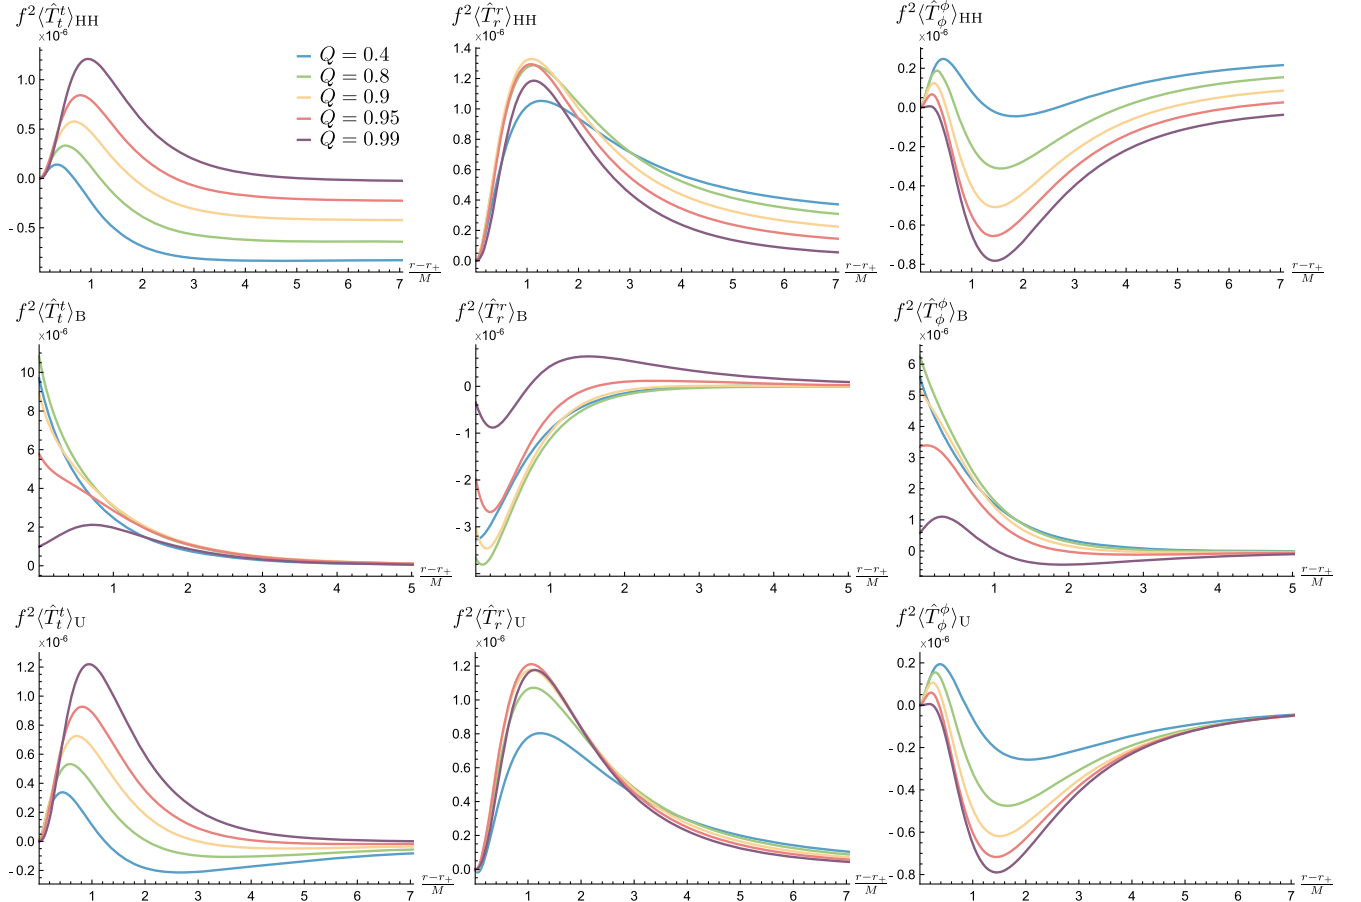 f²⟨T̂ₜᵗ⟩HH
×10⁻⁶
1.0
0.5
0.0
-0.5
1 2 3 4 5 6 7
r−r₊/M
Q = 0.4
Q = 0.8
Q = 0.9
Q = 0.95
Q = 0.99
f²⟨T̂ᵣʳ⟩HH
×10⁻⁶
1.4
1.2
1.0
0.8
0.6
0.4
0.2
0.0
1 2 3 4 5 6 7
r−r₊/M
f²⟨T̂ᵩᵠ⟩HH
×10⁻⁶
0.2
0.0
-0.2
-0.4
-0.6
-0.8
1 2 3 4 5 6 7
r−r₊/M
f²⟨T̂ₜᵗ⟩B
×10⁻⁶
10
8
6
4
2
0
1 2 3 4 5
r−r₊/M
f²⟨T̂ᵣʳ⟩B
×10⁻⁶
0
-1
-2
-3
1 2 3 4 5
r−r₊/M
f²⟨T̂ᵩᵠ⟩B
×10⁻⁶
6
5
4
3
2
1
0
1 2 3 4 5
r−r₊/M
f²⟨T̂ₜᵗ⟩U
×10⁻⁶
1.2
1.0
0.8
0.6
0.4
0.2
0.0
-0.2
1 2 3 4 5 6 7
r−r₊/M
f²⟨T̂ᵣʳ⟩U
×10⁻⁶
1.2
1.0
0.8
0.6
0.4
0.2
0.0
1 2 3 4 5 6 7
r−r₊/M
f²⟨T̂ᵩᵠ⟩U
×10⁻⁶
0.2
0.0
-0.2
-0.4
-0.6
-0.8
1 2 3 4 5 6 7
r−r₊/M